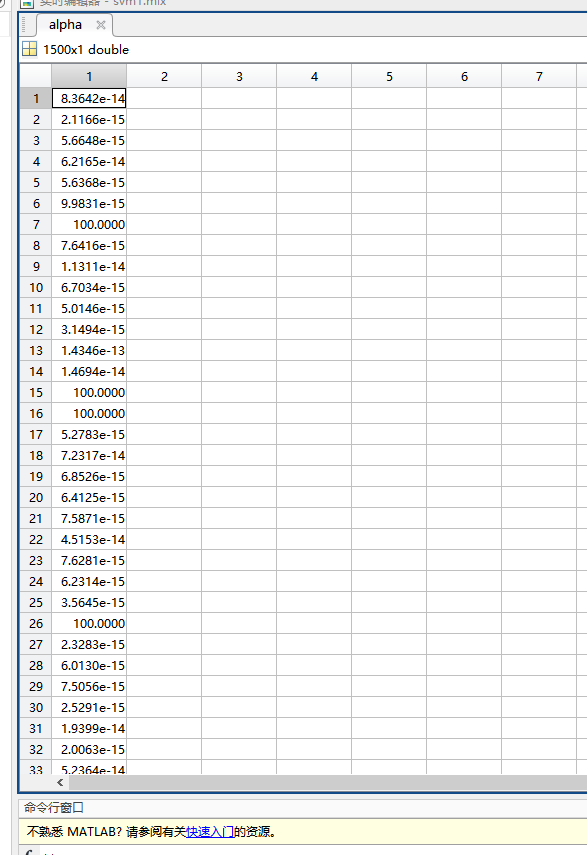 实时编辑器 - svm1.mlx
alpha
1500x1 double
1 2 3 4 5 6 7
1 8.3642e-14
2 2.1166e-15
3 5.6648e-15
4 6.2165e-14
5 5.6368e-15
6 9.9831e-15
7 100.0000
8 7.6416e-15
9 1.1311e-14
10 6.7034e-15
11 5.0146e-15
12 3.1494e-15
13 1.4346e-13
14 1.4694e-14
15 100.0000
16 100.0000
17 5.2783e-15
18 7.2317e-14
19 6.8526e-15
20 6.4125e-15
21 7.5871e-15
22 4.5153e-14
23 7.6281e-15
24 6.2314e-15
25 3.5645e-15
26 100.0000
27 2.3283e-15
28 6.0130e-15
29 7.5056e-15
30 2.5291e-15
31 1.9399e-14
32 2.0063e-15
33 5.2364e-14
命令行窗口
不熟悉 MATLAB? 请参阅有关快速入门的资源。